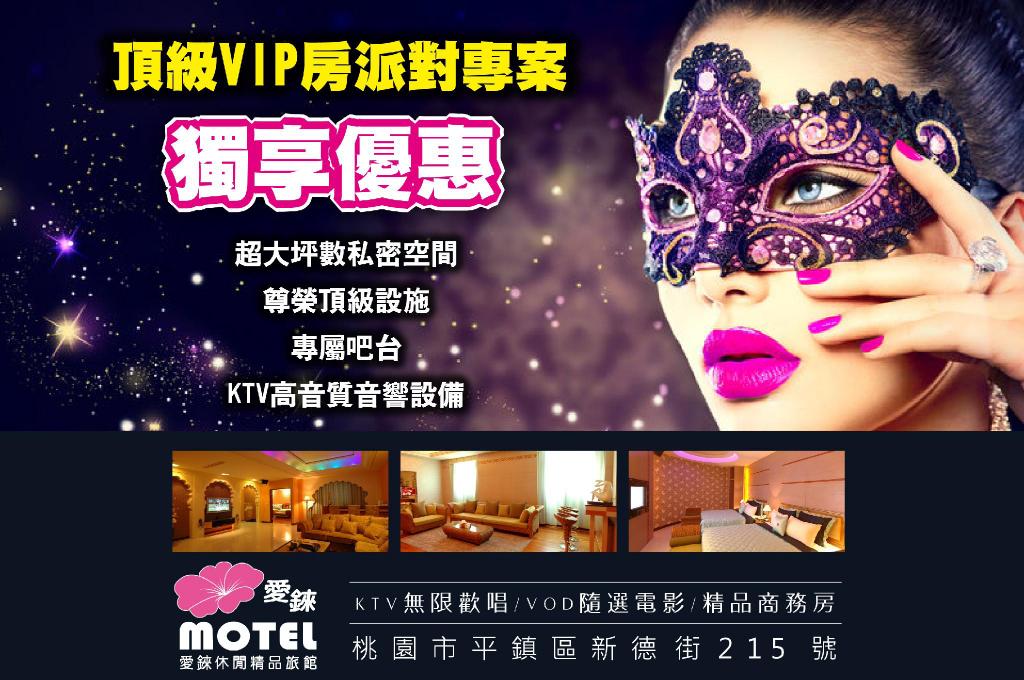 頂級VIP房派對專案
獨享優惠
超大坪數私密空間
尊榮頂級設施
專屬吧台
KTV高音質音響設備
愛錸
MOTEL
愛錸休閒精品旅館
KTV無限歡唱/VOD隨選電影/精品商務房
桃園市平鎮區新德街215號